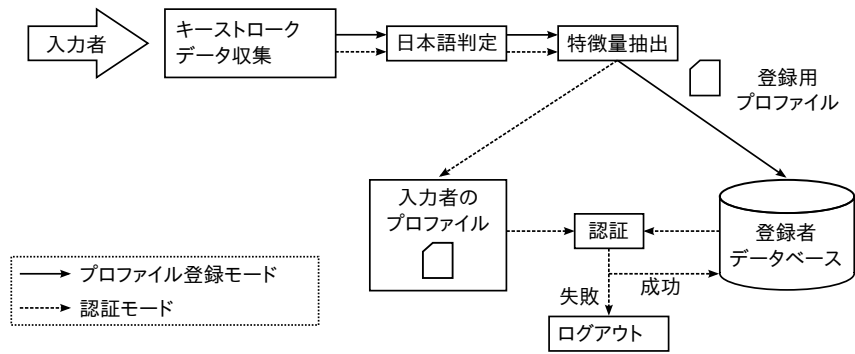 入力者
キーストローク
データ収集
日本語判定
特徴量抽出
登録用
プロファイル
入力者の
プロファイル
認証
登録者
データベース
成功
失敗
ログアウト
プロファイル登録モード
認証モード